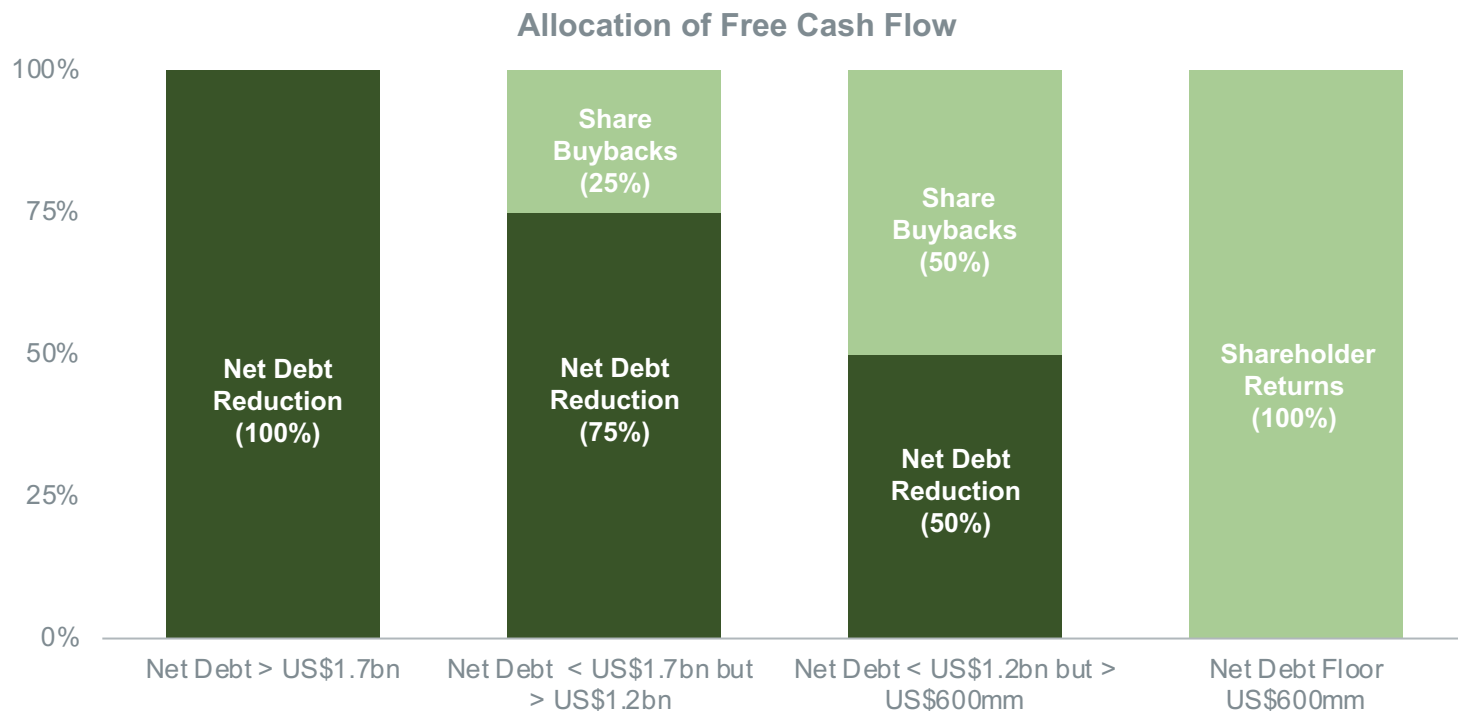 Allocation of Free Cash Flow
100%
75%
50%
25%
0%
Net Debt
Reduction
(100%)
Share
Buybacks
(25%)
Net Debt
Reduction
(75%)
Share
Buybacks
(50%)
Net Debt
Reduction
(50%)
Shareholder
Returns
(100%)
Net Debt > US$1.7bn
Net Debt < US$1.7bn but
> US$1.2bn
Net Debt < US$1.2bn but >
US$600mm
Net Debt Floor
US$600mm